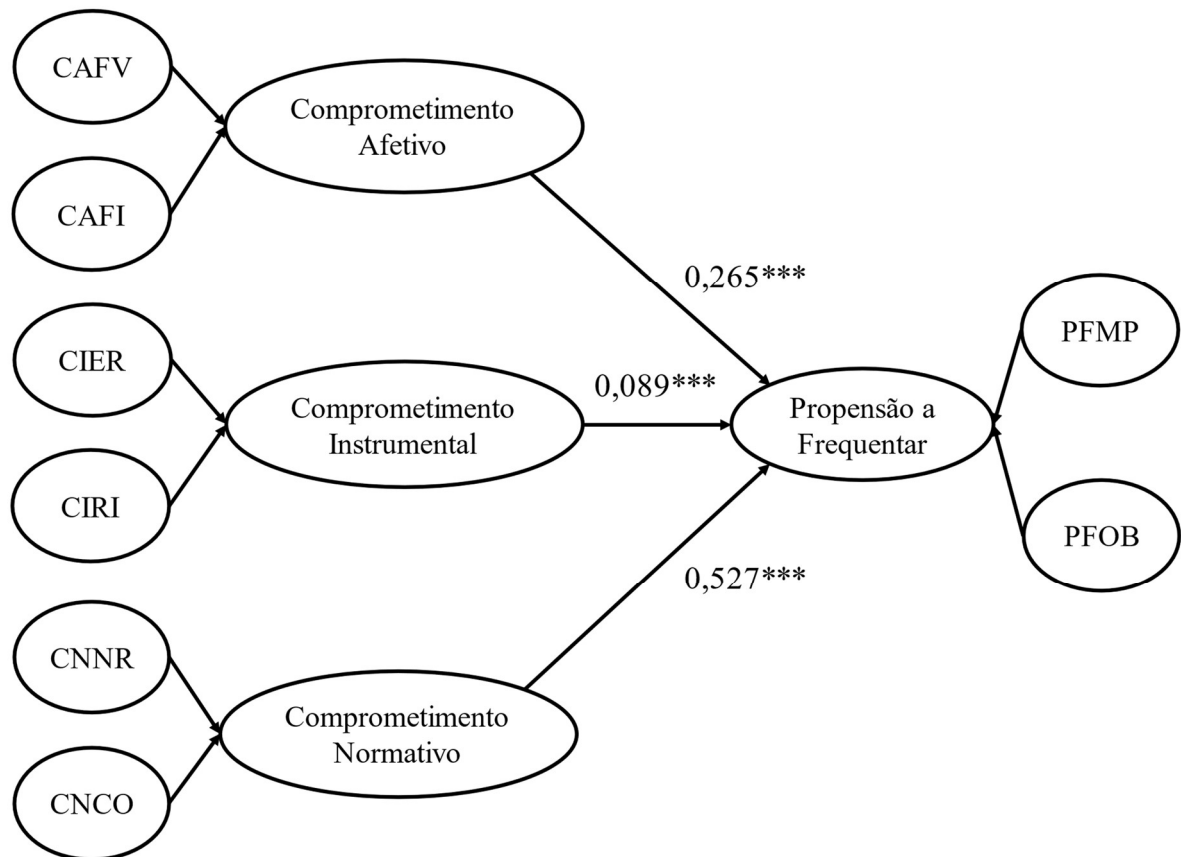 CAFV
Comprometimento
Afetivo
CAFI
0,265***
CIER
PFMP
0,089***
Comprometimento
Instrumental
Propensão a
Frequentar
CIRI
PFOB
0,527***
CNNR
Comprometimento
Normativo
CNCO